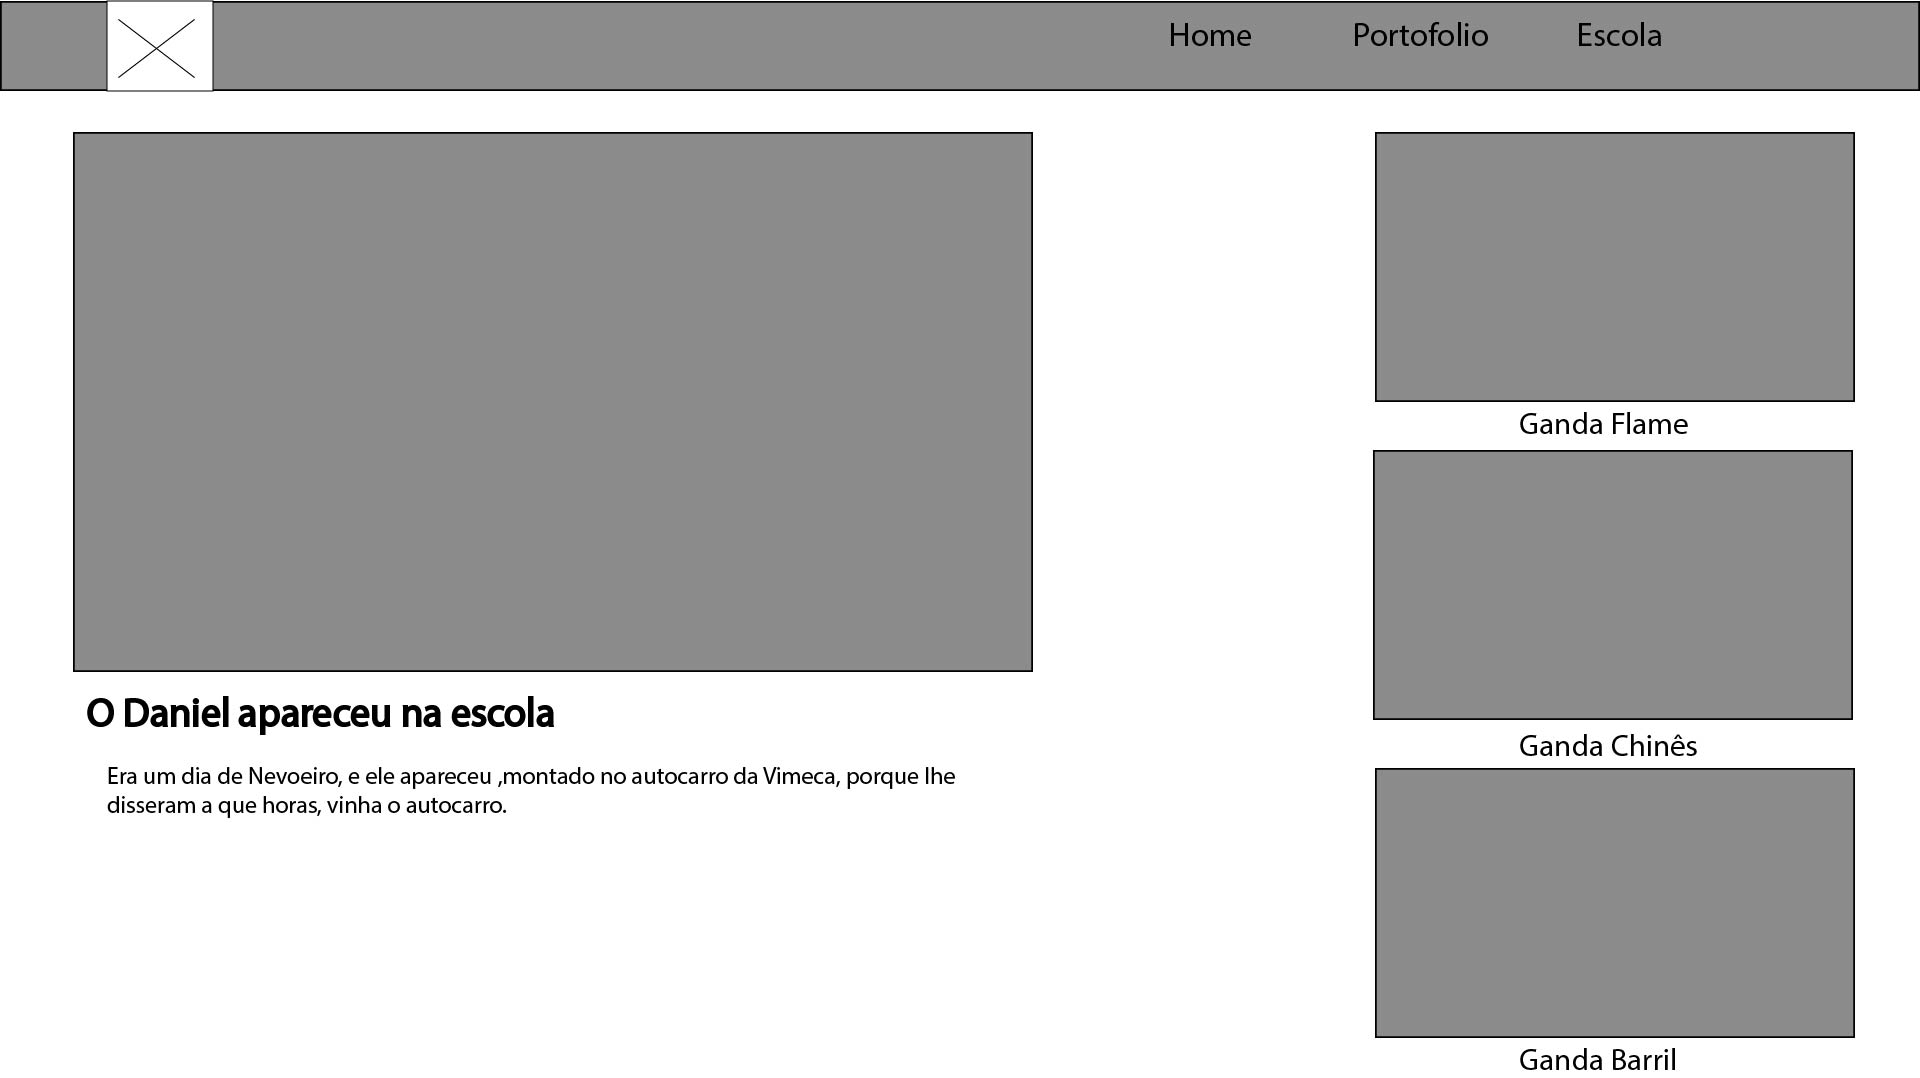 Home
Portofolio
Escola
O Daniel apareceu na escola
Era um dia de Nevoeiro, e ele apareceu ,montado no autocarro da Vimeca, porque lhe
disseram a que horas, vinha o autocarro.
Ganda Flame
Ganda Chinês
Ganda Barril